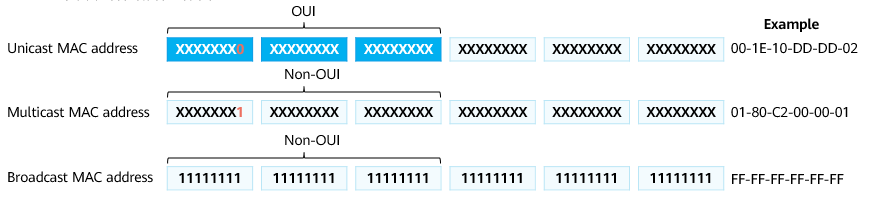 OUI
Example
Unicast MAC address XXXXXXX0 XXXXXXXX XXXXXXXX XXXXXXXX XXXXXXXX XXXXXXXX 00-1E-10-DD-DD-02
Non-OUI
Multicast MAC address XXXXXXX1 XXXXXXXX XXXXXXXX XXXXXXXX XXXXXXXX XXXXXXXX 01-80-C2-00-00-01
Non-OUI
Broadcast MAC address 11111111 11111111 11111111 11111111 11111111 11111111 FF-FF-FF-FF-FF-FF